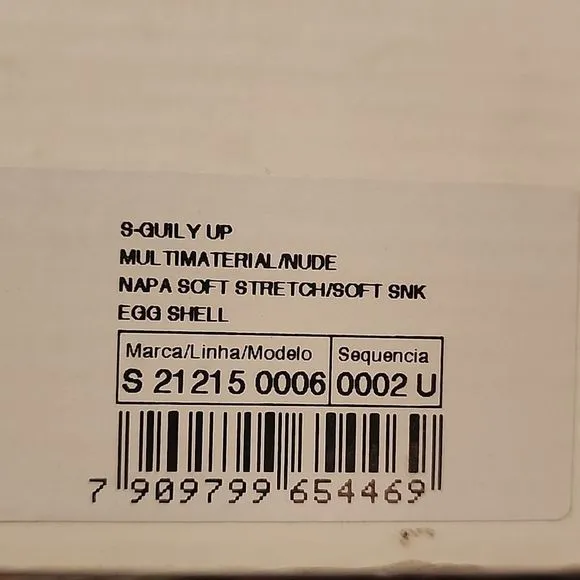 S-QUILY UP
MULTIMATERIAL/NUDE
NAPA SOFT STRETCH/SOFT SNK
EGG SHELL
Marca/Linha/Modelo Sequencia
S 21215 0006 0002 U
7 909799 654469